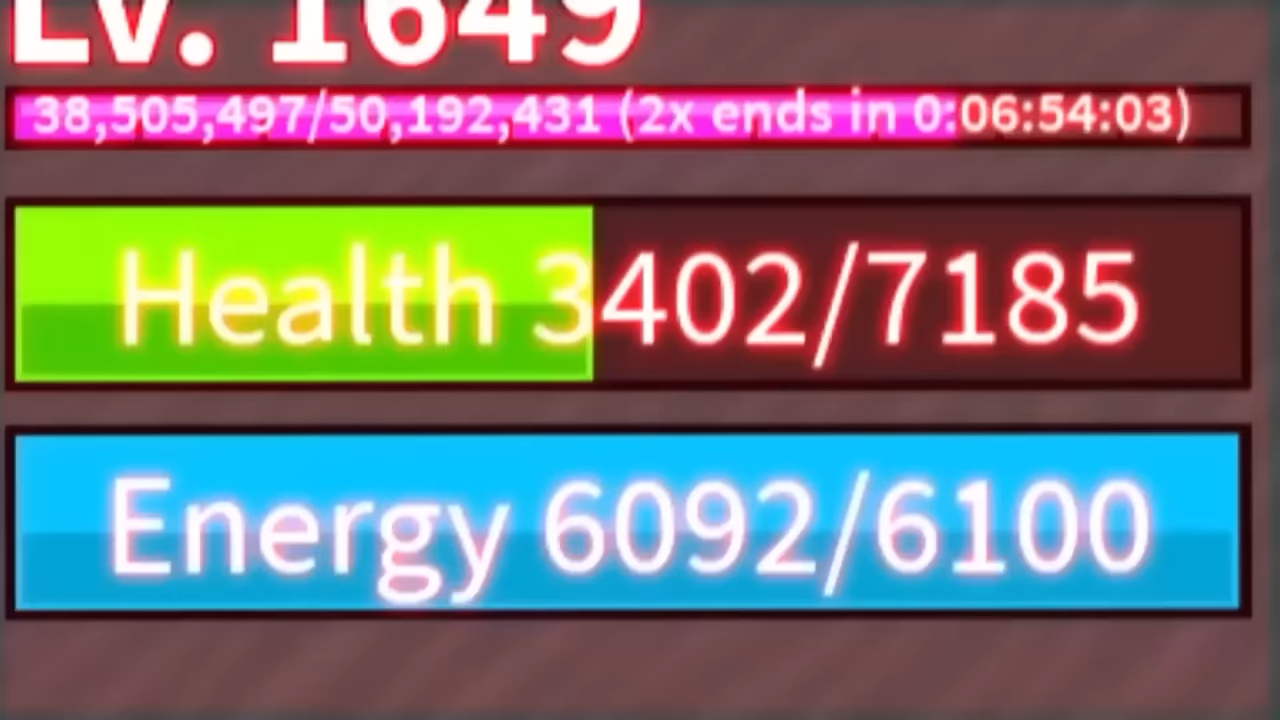 Lv. 1649
38,505,497/50,192,431 (2x ends in 0:06:54:03)
Health 3402/7185
Energy 6092/6100